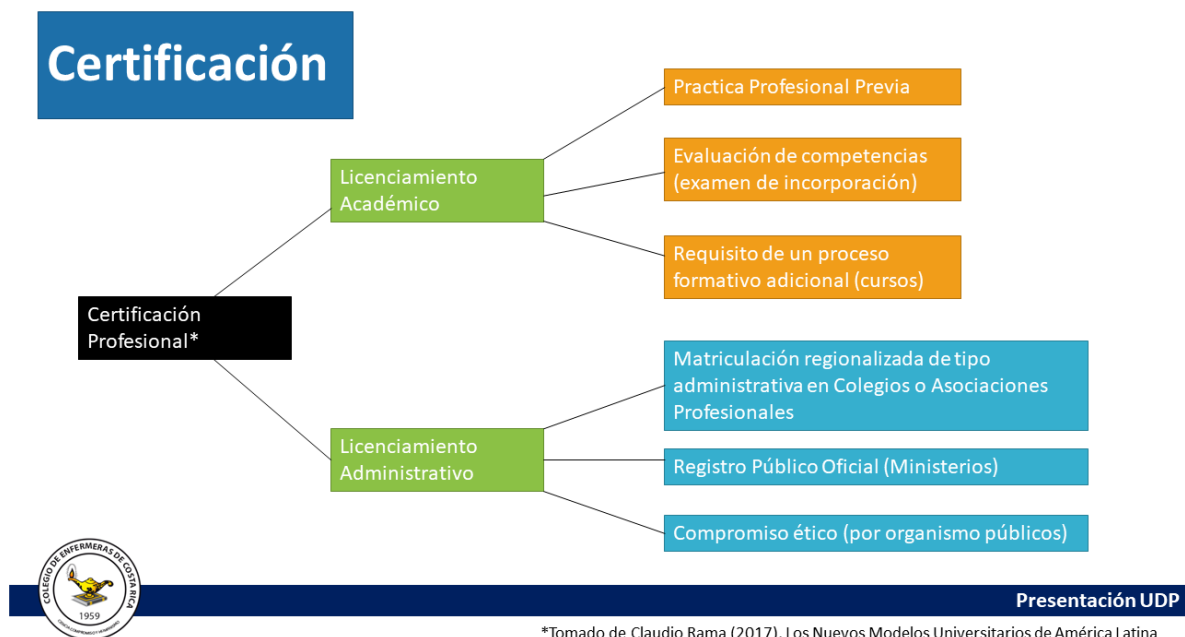 Certificación
Practica Profesional Previa
Licenciamiento
Académico
Evaluación de competencias
(examen de incorporación)
Requisito de un proceso
formativo adicional (cursos)
Certificación
Profesional*
Matriculación regionalizada de tipo
administrativa en Colegios o Asociaciones
Profesionales
Licenciamiento
Administrativo
Registro Público Oficial (Ministerios)
Compromiso ético (por organismo públicos)
COLEGIO DE ENFERMERAS DE COSTA RICA
1959
Presentación UDP
*Tomado de Claudio Rama (2017). Los Nuevos Modelos Universitarios de América Latina